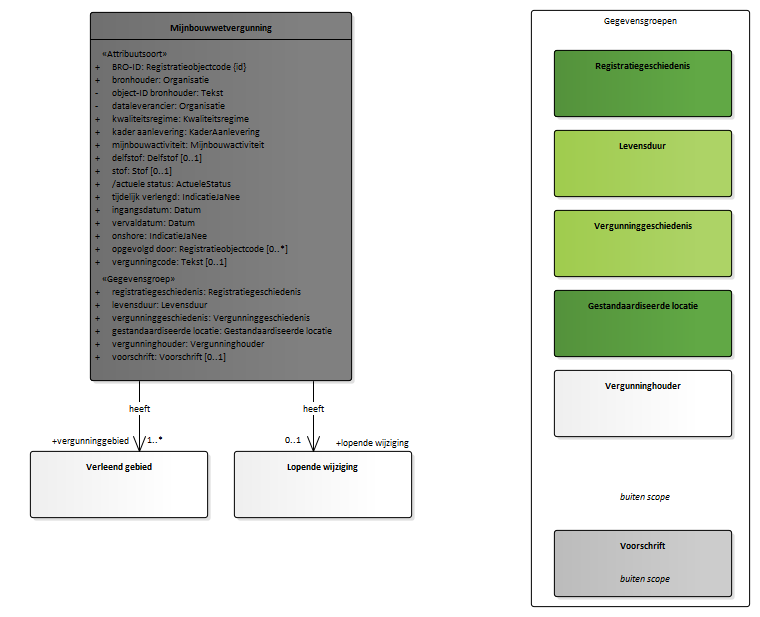 Mijnbouwwetvergunning
«Attribuutsoort»
+ BRO-ID: Registratieobjectcode {id}
+ bronhouder: Organisatie
- object-ID bronhouder: Tekst
- dataleverancier: Organisatie
+ kwaliteitsregime: Kwaliteitsregime
+ kader aanlevering: KaderAanlevering
+ mijnbouwactiviteit: Mijnbouwactiviteit
+ delfstof: Delfstof [0..1]
+ stof: Stof [0..1]
+ /actuele status: ActueleStatus
+ tijdelijk verlengd: IndicatieJaNee
+ ingangsdatum: Datum
+ vervaldatum: Datum
+ onshore: IndicatieJaNee
+ opgevolgd door: Registratieobjectcode [0..*]
+ vergunningcode: Tekst [0..1]
«Gegevensgroep»
+ registratiegeschiedenis: Registratiegeschiedenis
+ levensduur: Levensduur
+ vergunninggeschiedenis: Vergunninggeschiedenis
+ gestandaardiseerde locatie: Gestandaardiseerde locatie
+ vergunninghouder: Vergunninghouder
+ voorschrift: Voorschrift [0..1]
heeft
heeft
+vergunninggebied 1..*
0..1 +lopende wijziging
Verleend gebied
Lopende wijziging
Gegevensgroepen
Registratiegeschiedenis
Levensduur
Vergunninggeschiedenis
Gestandaardiseerde locatie
Vergunninghouder
buiten scope
Voorschrift
buiten scope